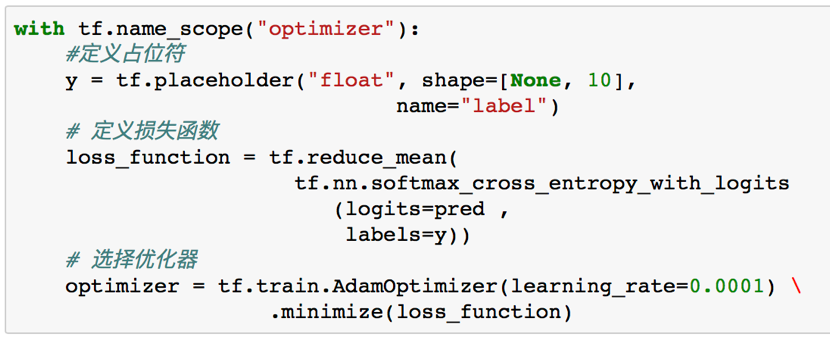 with tf.name_scope("optimizer"):
    #定义占位符
    y = tf.placeholder("float", shape=[None, 10],
                              name="label")
    # 定义损失函数
    loss_function = tf.reduce_mean(
                      tf.nn.softmax_cross_entropy_with_logits
                         (logits=pred ,
                          labels=y))
    # 选择优化器
    optimizer = tf.train.AdamOptimizer(learning_rate=0.0001) \
                    .minimize(loss_function)